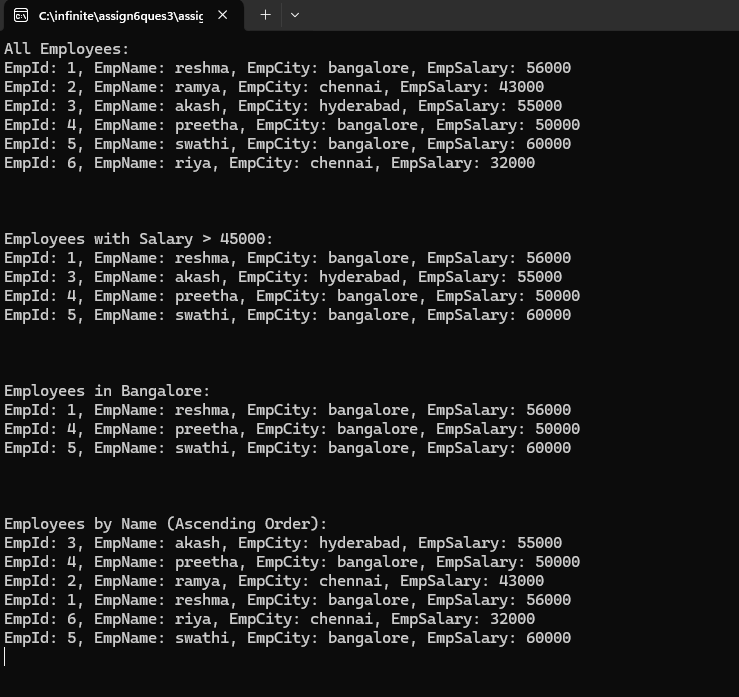 C:\infinite\assign6ques3\assig
All Employees:
EmpId: 1, EmpName: reshma, EmpCity: bangalore, EmpSalary: 56000
EmpId: 2, EmpName: ramya, EmpCity: chennai, EmpSalary: 43000
EmpId: 3, EmpName: akash, EmpCity: hyderabad, EmpSalary: 55000
EmpId: 4, EmpName: preetha, EmpCity: bangalore, EmpSalary: 50000
EmpId: 5, EmpName: swathi, EmpCity: bangalore, EmpSalary: 60000
EmpId: 6, EmpName: riya, EmpCity: chennai, EmpSalary: 32000
Employees with Salary > 45000:
EmpId: 1, EmpName: reshma, EmpCity: bangalore, EmpSalary: 56000
EmpId: 3, EmpName: akash, EmpCity: hyderabad, EmpSalary: 55000
EmpId: 4, EmpName: preetha, EmpCity: bangalore, EmpSalary: 50000
EmpId: 5, EmpName: swathi, EmpCity: bangalore, EmpSalary: 60000
Employees in Bangalore:
EmpId: 1, EmpName: reshma, EmpCity: bangalore, EmpSalary: 56000
EmpId: 4, EmpName: preetha, EmpCity: bangalore, EmpSalary: 50000
EmpId: 5, EmpName: swathi, EmpCity: bangalore, EmpSalary: 60000
Employees by Name (Ascending Order):
EmpId: 3, EmpName: akash, EmpCity: hyderabad, EmpSalary: 55000
EmpId: 4, EmpName: preetha, EmpCity: bangalore, EmpSalary: 50000
EmpId: 2, EmpName: ramya, EmpCity: chennai, EmpSalary: 43000
EmpId: 1, EmpName: reshma, EmpCity: bangalore, EmpSalary: 56000
EmpId: 6, EmpName: riya, EmpCity: chennai, EmpSalary: 32000
EmpId: 5, EmpName: swathi, EmpCity: bangalore, EmpSalary: 60000